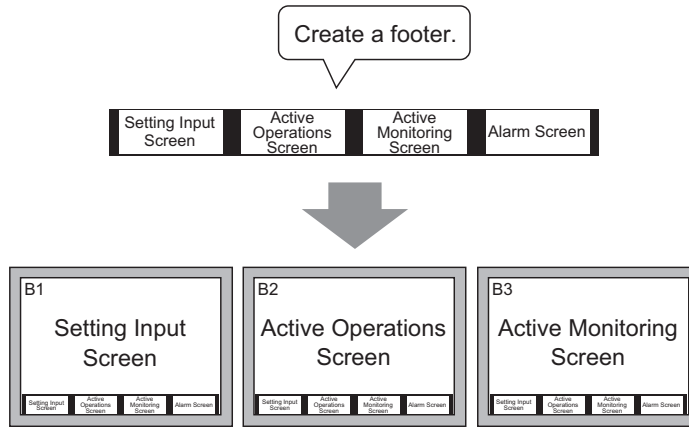 Create a footer.
Setting Input
Screen
Active
Operations
Screen
Active
Monitoring
Screen
Alarm Screen
B1
Setting Input
Screen
Setting Input
Screen
Active
Operations
Screen
Active
Monitoring
Screen
Alarm Screen
B2
Active Operations
Screen
Setting Input
Screen
Active
Operations
Screen
Active
Monitoring
Screen
Alarm Screen
B3
Active Monitoring
Screen
Setting Input
Screen
Active
Operations
Screen
Active
Monitoring
Screen
Alarm Screen